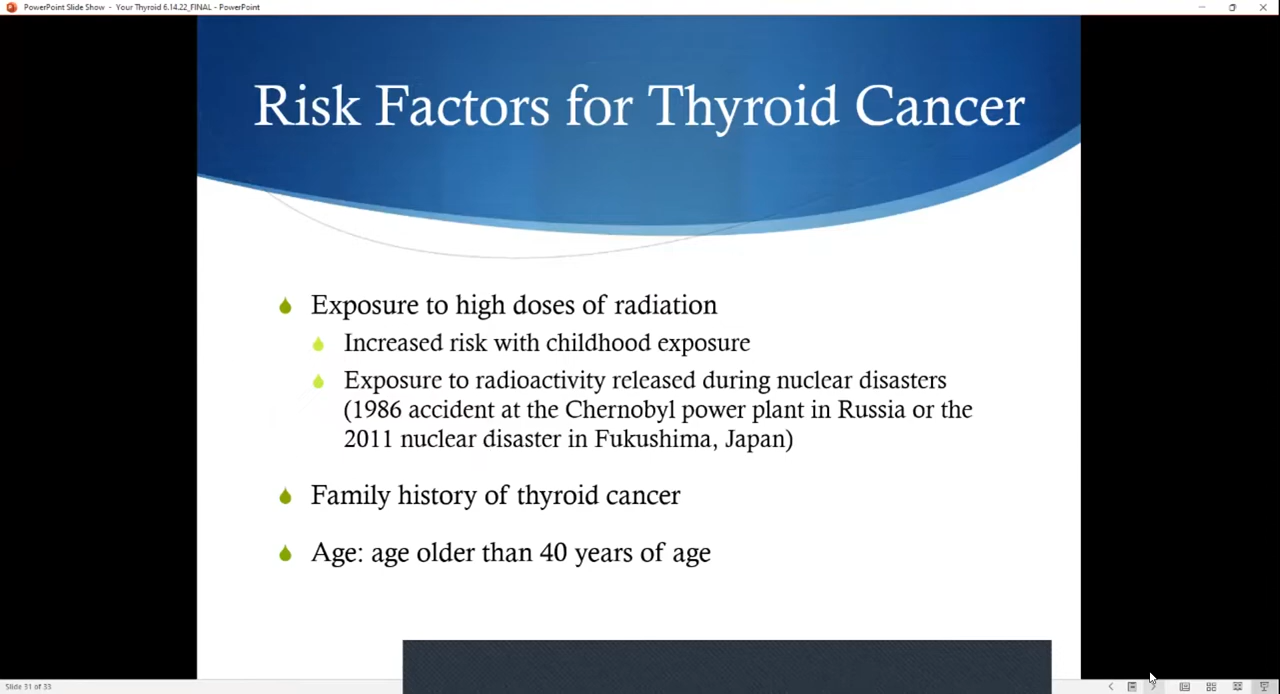 PowerPoint Slide Show - Your Thyroid 6.14.22_FINAL - PowerPoint
Risk Factors for Thyroid Cancer
Exposure to high doses of radiation
Increased risk with childhood exposure
Exposure to radioactivity released during nuclear disasters
(1986 accident at the Chernobyl power plant in Russia or the
2011 nuclear disaster in Fukushima, Japan)
Family history of thyroid cancer
Age: age older than 40 years of age
Slide 31 of 33